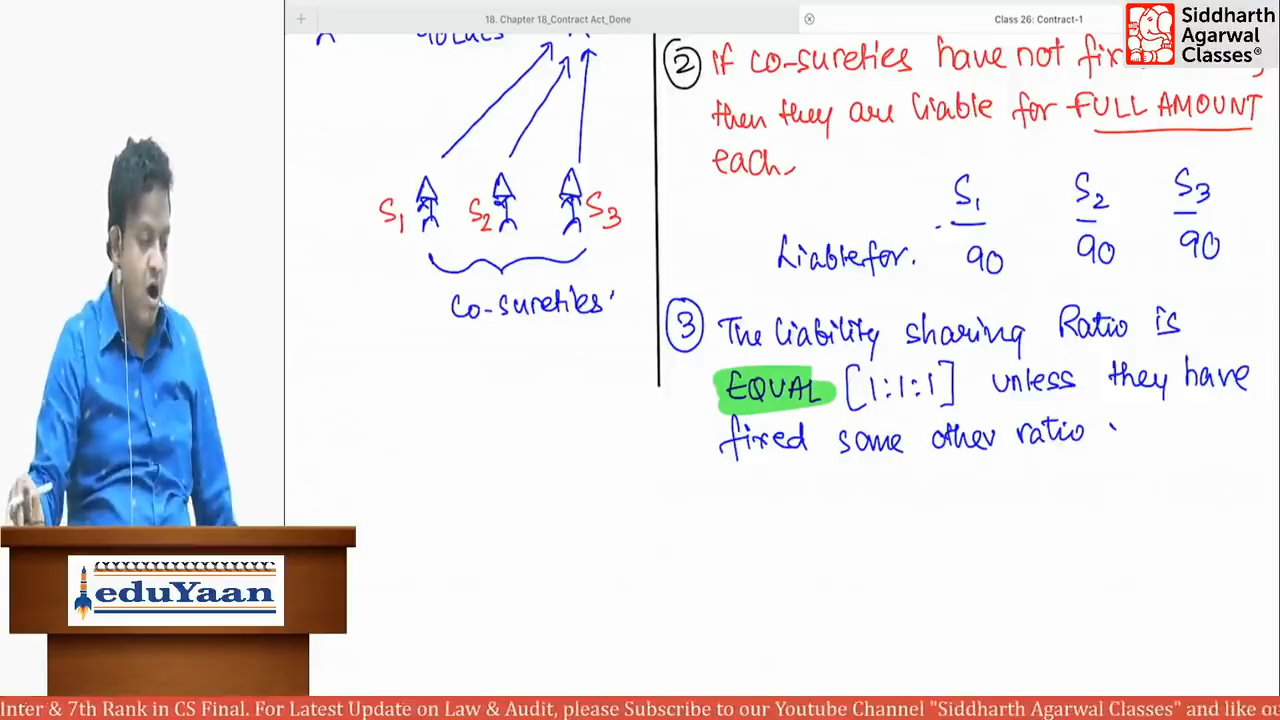 18. Chapter 18_Contract Act_Done
Class 26: Contract-1
Siddharth
Agarwal
Classes®
② If co-sureties have not
then they are liable for FULL AMOUNT
each.
S1 S2 S3
Liable for. 90 90 90
S1 S2 S3
Co-sureties
③ The liability sharing Ratio is
EQUAL [1:1:1] unless they have
fixed some other ratio
eduYaan
Inter & 7th Rank in CS Final. For Latest Update on Law & Audit, please Subscribe to our Youtube Channel "Siddharth Agarwal Classes" and like